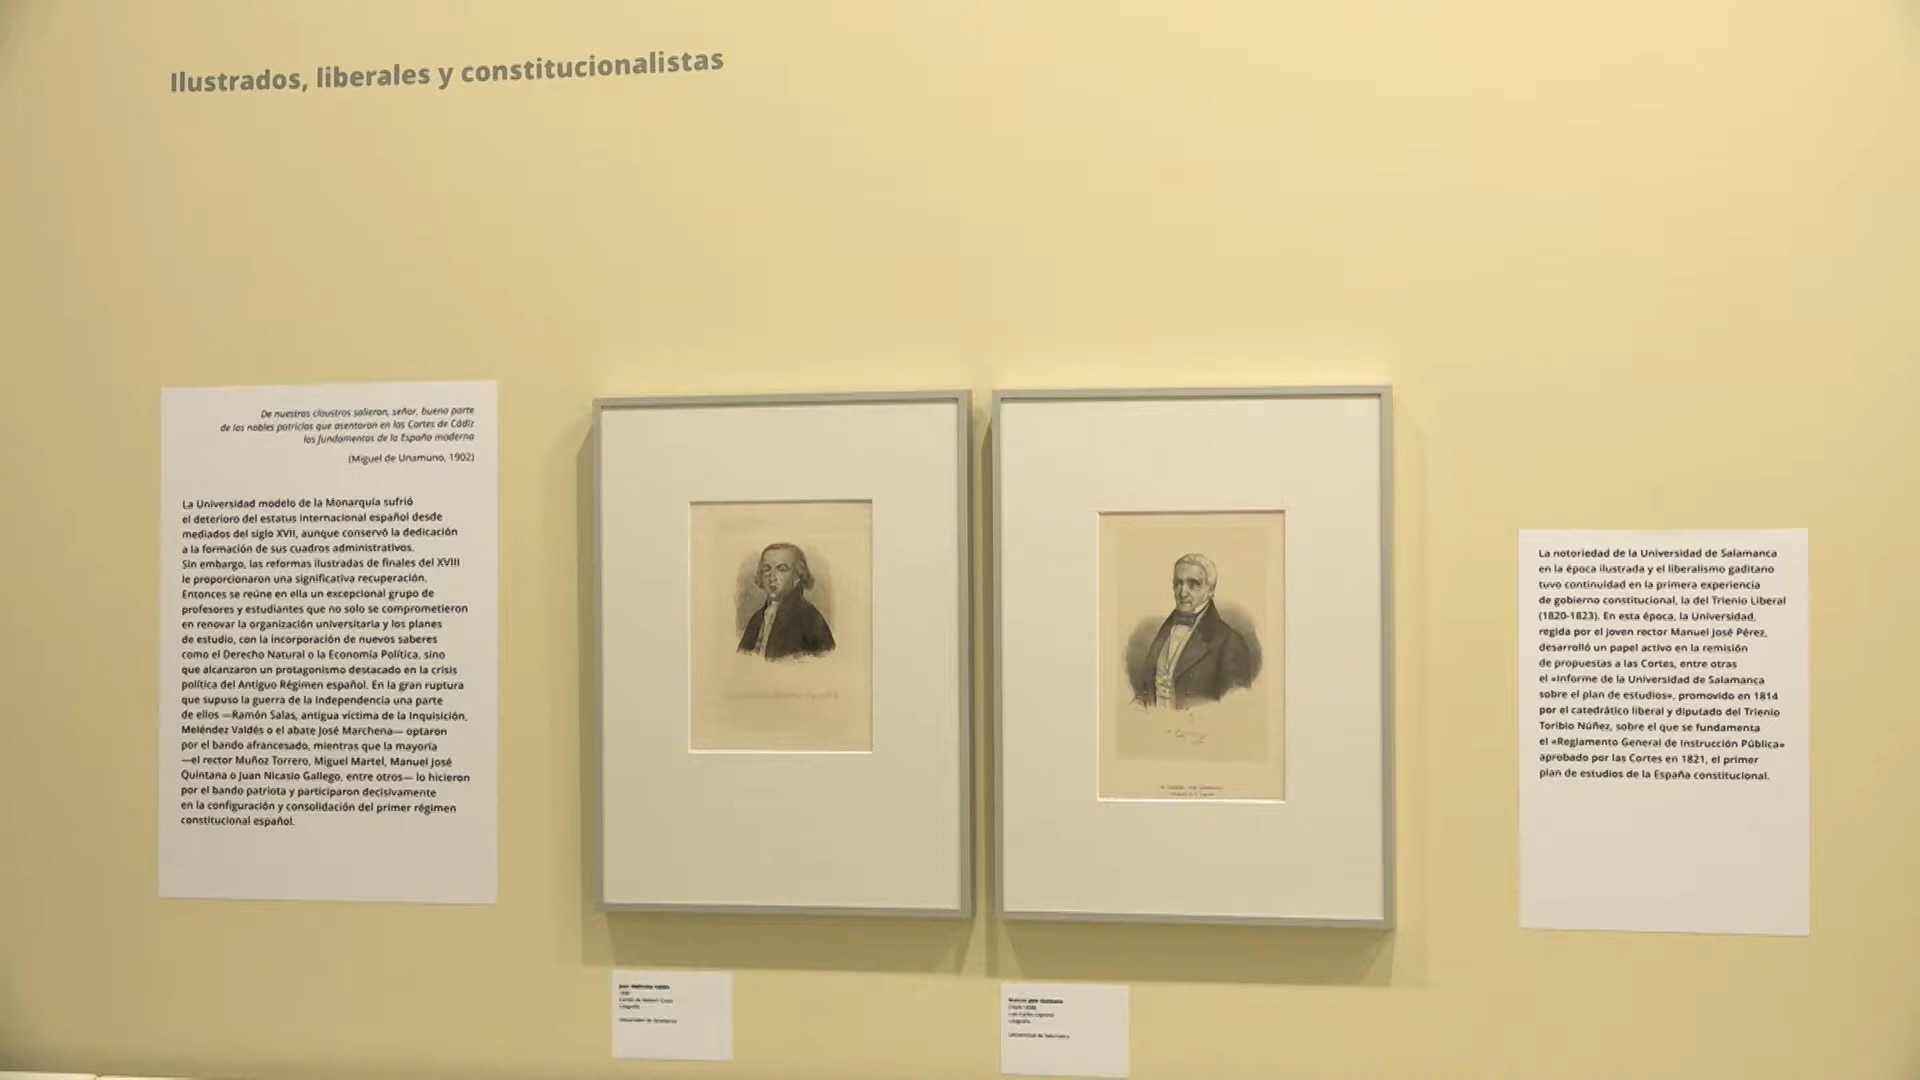 Ilustrados, liberales y constitucionalistas
De nuestros claustros salieron, señor, buena parte
de los nobles patricios que asentaron en las Cortes de Cádiz
los fundamentos de la España moderna
(Miguel de Unamuno, 1902)
La Universidad modelo de la Monarquía sufrió
el deterioro del estatus internacional español desde
mediados del siglo XVII, aunque conservó la dedicación
a la formación de sus cuadros administrativos.
Sin embargo, las reformas ilustradas de finales del XVIII
le proporcionaron una significativa recuperación.
Entonces se reúne en ella un excepcional grupo de
profesores y estudiantes que no solo se comprometieron
en renovar la organización universitaria y los planes
de estudio, con la incorporación de nuevos saberes
como el Derecho Natural o la Economía Política, sino
que alcanzaron un protagonismo destacado en la crisis
política del Antiguo Régimen español. En la gran ruptura
que supuso la guerra de la Independencia una parte
de ellos —Ramón Salas, antigua víctima de la Inquisición,
Meléndez Valdés o el abate José Marchena— optaron
por el bando afrancesado, mientras que la mayoría
—el rector Muñoz Torrero, Miguel Martel, Manuel José
Quintana o Juan Nicasio Gallego, entre otros— lo hicieron
por el bando patriota y participaron decisivamente
en la configuración y consolidación del primer régimen
constitucional español.
La notoriedad de la Universidad de Salamanca
en la época ilustrada y el liberalismo gaditano
tuvo continuidad en la primera experiencia
de gobierno constitucional, la del Trienio Liberal
(1820-1823). En esta época, la Universidad,
regida por el joven rector Manuel José Pérez,
desarrolló un papel activo en la remisión
de propuestas a las Cortes, entre otras
el «Informe de la Universidad de Salamanca
sobre el plan de estudios», promovido en 1814
por el catedrático liberal y diputado del Trienio
Toribio Núñez, sobre el que se fundamenta
el «Reglamento General de Instrucción Pública»
aprobado por las Cortes en 1821, el primer
plan de estudios de la España constitucional.
Juan Meléndez Valdés
Litografía
Universidad de Salamanca
Manuel José Quintana
Litografía
Universidad de Salamanca